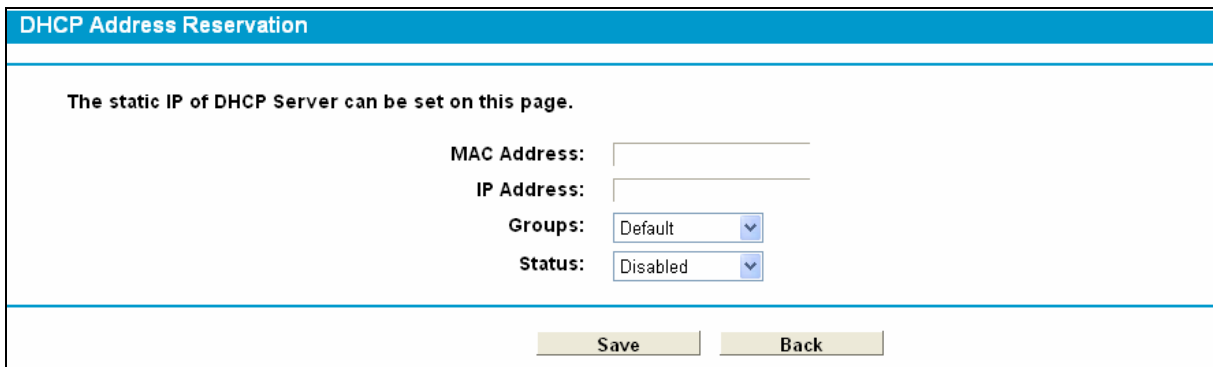 DHCP Address Reservation
The static IP of DHCP Server can be set on this page.
MAC Address:
IP Address:
Groups: Default
Status: Disabled
Save Back